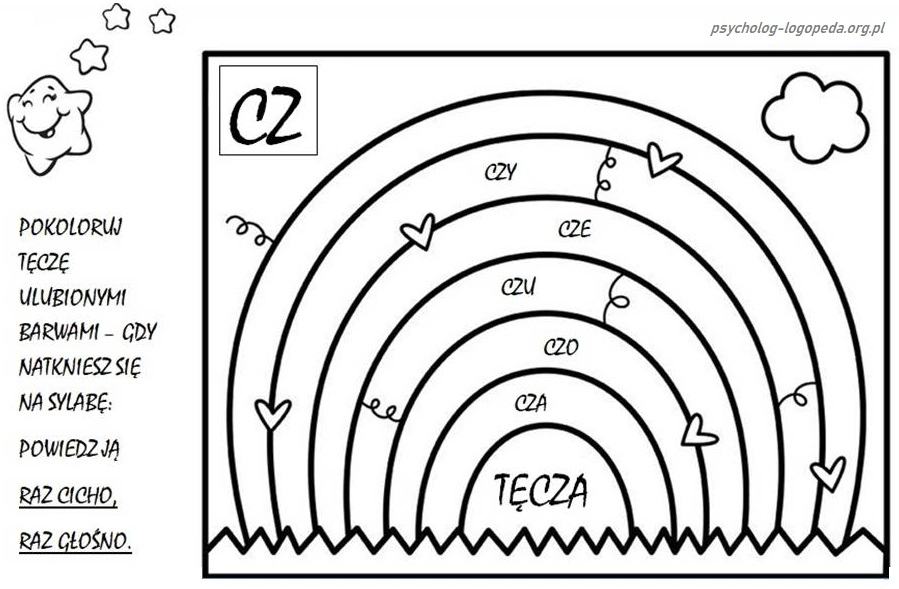 psycholog-logopeda.org.pl
CZ
POKOLORUJ
TĘCZĘ
ULUBIONYMI
BARWAMI – GDY
NATKNIESZ SIĘ
NA SYLABĘ:
POWIEDZ JĄ
RAZ CICHO,
RAZ GŁOŚNO.
CZY
CZE
CZU
CZO
CZA
TĘCZA